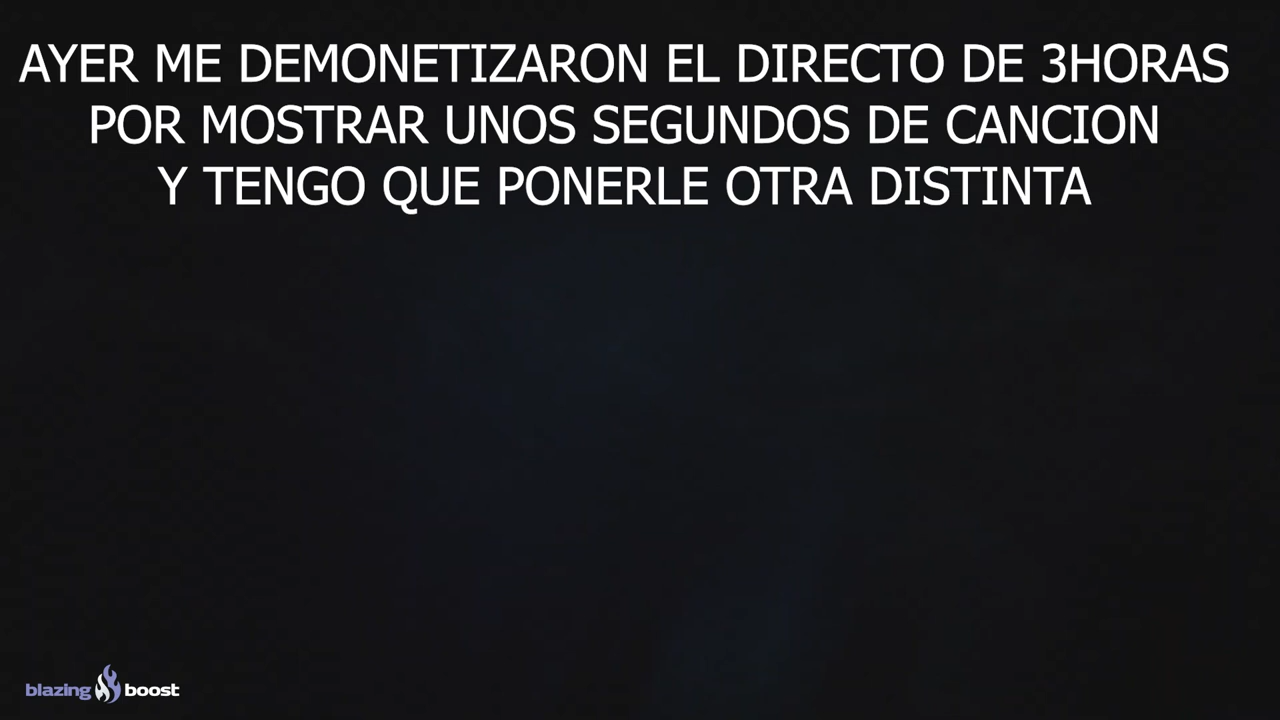 AYER ME DEMONETIZARON EL DIRECTO DE 3HORAS
POR MOSTRAR UNOS SEGUNDOS DE CANCION
Y TENGO QUE PONERLE OTRA DISTINTA
blazing boost